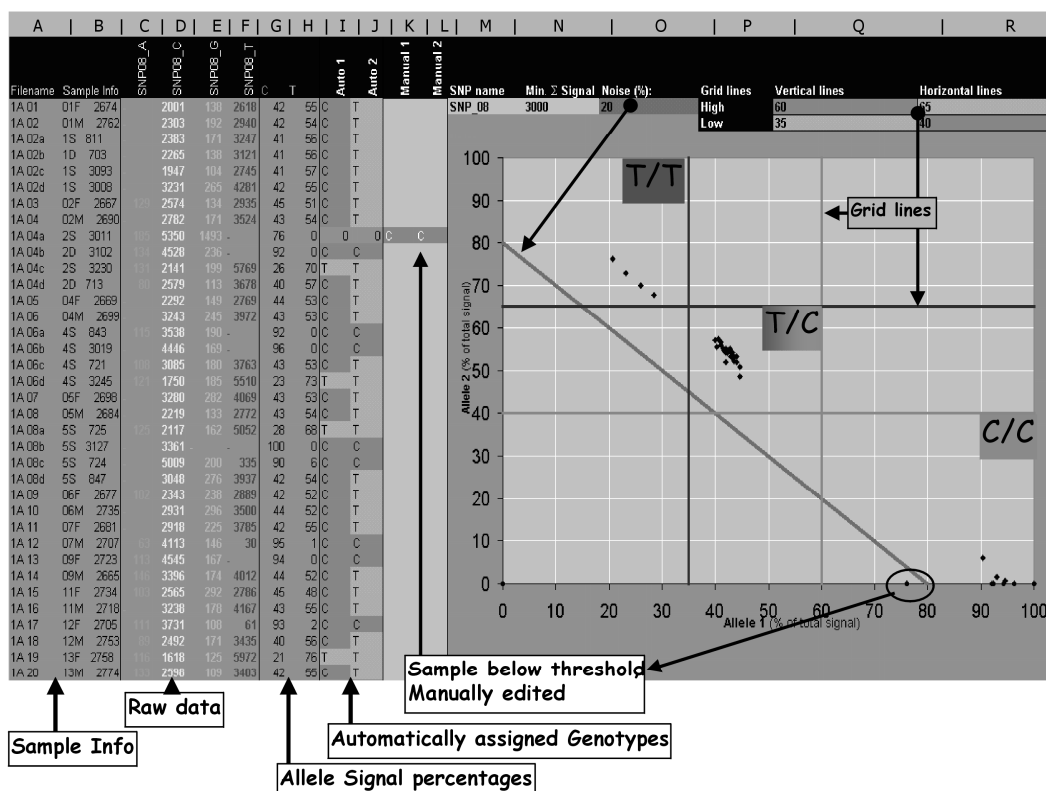 A | B | C | D | E | F | G | H | I | J | K | L | M | N | O | P | Q | R
Filename Sample Info SNP08_A SNP08_C SNP08_G SNP08_T C T Auto 1 Auto 2 Manual 1 Manual 2 SNP name Min. Σ Signal Noise (%): Grid lines Vertical lines Horizontal lines
SNP_08 3000 20 High 60 65
Low 35 40
1A 01 01F 2674 2001 138 2618 42 55 C T
1A 02 01M 2762 2303 192 2940 42 54 C T
1A 02a 1S 811 2383 171 3247 41 56 C T
1A 02b 1D 703 2265 138 3121 41 56 C T
1A 02c 1S 3093 1947 104 2745 41 57 C T
1A 02d 1S 3008 3231 265 4281 42 55 C T
1A 03 02F 2667 129 2574 134 2935 45 51 C T
1A 04 02M 2690 2782 171 3524 43 54 C T
1A 04a 2S 3011 105 5350 1493 - 76 0 0 0 C C
1A 04b 2D 3102 131 4528 236 - 92 0 C C
1A 04c 2S 3230 131 2141 199 5769 26 70 T T
1A 04d 2D 713 2579 113 3678 40 57 C T
1A 05 04F 2669 2292 149 2769 44 53 C T
1A 06 04M 2699 3243 245 3972 43 53 C T
1A 06a 4S 843 115 3538 190 - 92 0 C C
1A 06b 4S 3019 4446 169 - 96 0 C C
1A 06c 4S 721 3085 180 3763 43 53 C T
1A 06d 4S 3245 121 1750 185 5510 23 73 T T
1A 07 05F 2698 3280 202 4069 43 53 C T
1A 08 05M 2684 2219 133 2772 43 54 C T
1A 08a 5S 725 125 2117 162 5052 28 68 T T
1A 08b 5S 3127 3361 - - 100 0 C C
1A 08c 5S 724 5009 200 335 90 6 C C
1A 08d 5S 847 3048 276 3937 42 54 C T
1A 09 06F 2677 102 2343 238 2889 42 52 C T
1A 10 06M 2735 2931 296 3500 44 52 C T
1A 11 07F 2681 2918 225 3785 42 55 C T
1A 12 07M 2707 63 4113 146 30 95 1 C C
1A 13 09F 2723 113 4545 167 - 94 0 C C
1A 14 09M 2665 3396 174 4012 44 52 C T
1A 15 11F 2734 103 2565 292 2786 45 48 C T
1A 16 11M 2718 3238 178 4167 43 55 C T
1A 17 12F 2705 111 3731 108 61 93 2 C C
1A 18 12M 2753 89 2492 171 3435 40 56 C T
1A 19 13F 2758 116 1618 125 5972 21 76 T T
1A 20 13M 2774 133 2590 109 3403 42 55 C T
T/T
Grid lines
T/C
C/C
100
90
80
70
60
50
40
30
20
10
0
Allele 2 (% of total signal)
0 10 20 30 40 50 60 70 80 90 100
Allele 1 (% of total signal)
Sample below threshold
Manually edited
Raw data
Sample Info
Automatically assigned Genotypes
Allele Signal percentages